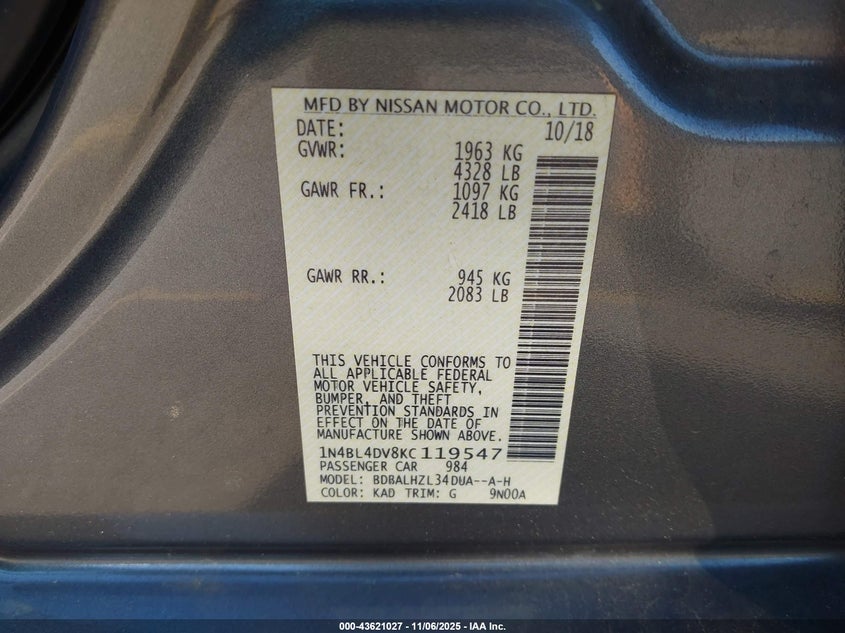 MFD BY NISSAN MOTOR CO., LTD.
DATE: 10/18
GVWR: 1963 KG
4328 LB
GAWR FR.: 1097 KG
2418 LB
GAWR RR.: 945 KG
2083 LB
THIS VEHICLE CONFORMS TO
ALL APPLICABLE FEDERAL
MOTOR VEHICLE SAFETY,
BUMPER, AND THEFT
PREVENTION STANDARDS IN
EFFECT ON THE DATE OF
MANUFACTURE SHOWN ABOVE.
1N4BL4DV8KC119547
PASSENGER CAR 984
MODEL: BDBALHZL34DUA--A-H
COLOR: KAD TRIM: G 9N00A
000-43621027 - 11/06/2025 - IAA Inc.